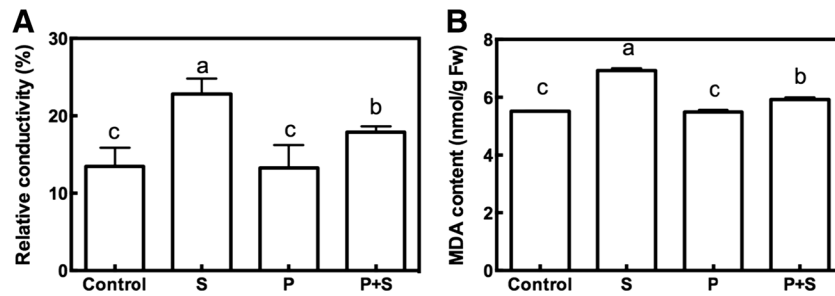 A
Relative conductivity (%)
30
20
10
0
c
a
c
b
Control S P P+S
B
MDA content (nmol/g Fw)
8
6
4
2
0
c
a
c
b
Control S P P+S